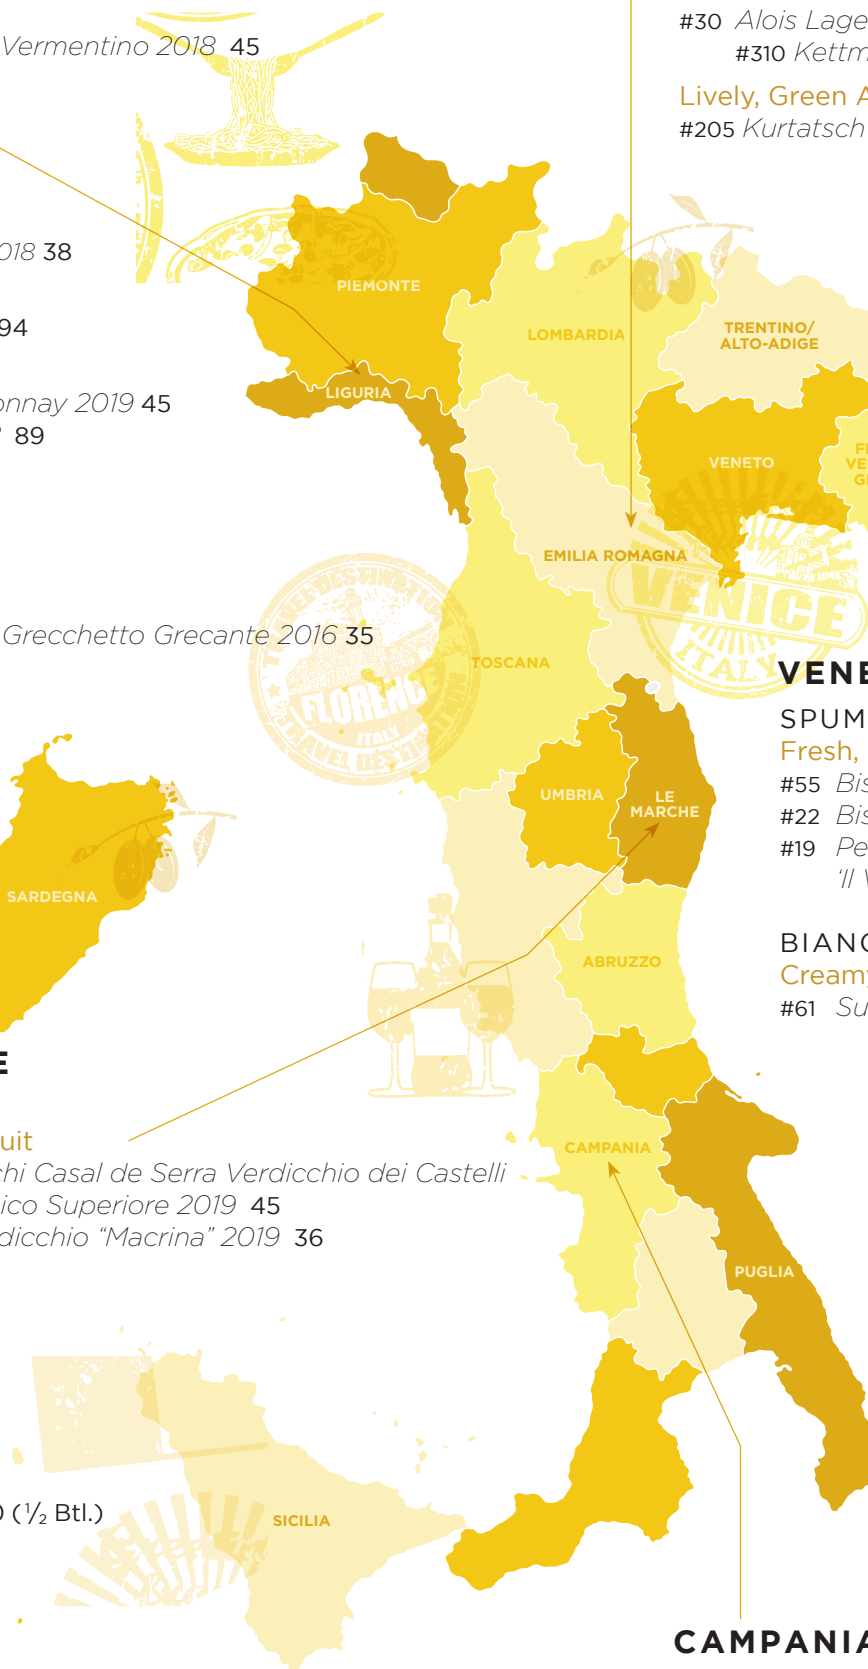 Vermentino 2018 45
#30 Alois Lage
#310 Kettm
Lively, Green A
#205 Kurtatsch
018 38
94
onnay 2019 45
89
PIEMONTE
LOMBARDIA
TRENTINO/
ALTO-ADIGE
LIGURIA
VENETO
EMILIA ROMAGNA
VENICE
ITALY
Grecchetto Grecante 2016 35
TOSCANA
FLORENCE
ITALY
TRAVEL DESTINATION
VENE
SPUM
Fresh,
#55 Bis
#22 Bis
#19 Pe
'Il V
UMBRIA
LE
MARCHE
SARDEGNA
BIANC
Creamy
#61 Su
ABRUZZO
E
uit
chi Casal de Serra Verdicchio dei Castelli
ico Superiore 2019 45
dicchio “Macrina” 2019 36
CAMPANIA
PUGLIA
0 (½ Btl.)
SICILIA
CAMPANIA